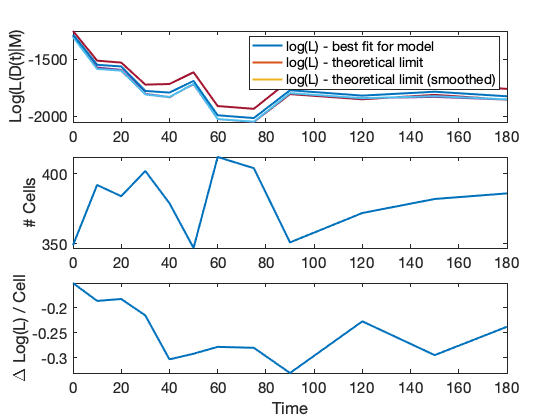 Log(L(D(t)|M)
-1500
-2000
log(L) - best fit for model
log(L) - theoretical limit
log(L) - theoretical limit (smoothed)
0 20 40 60 80 100 120 140 160 180
# Cells
400
350
0 20 40 60 80 100 120 140 160 180
Δ Log(L) / Cell
-0.2
-0.25
-0.3
0 20 40 60 80 100 120 140 160 180
Time